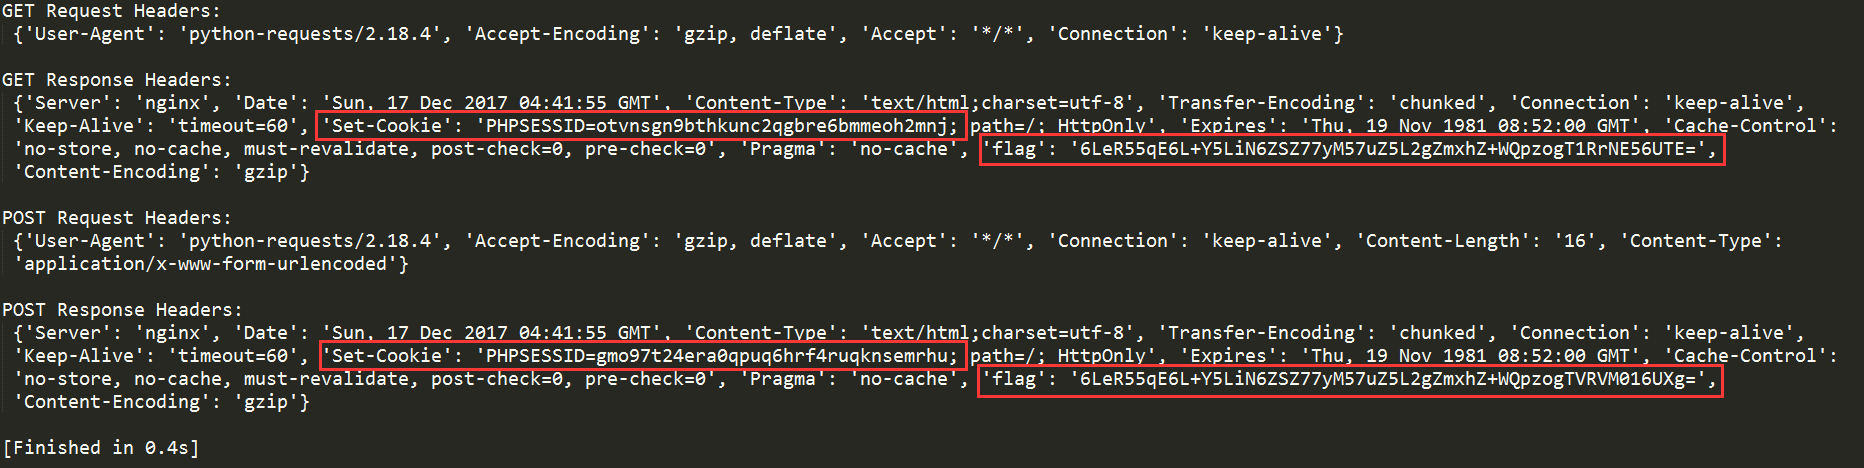 GET Request Headers:
{'User-Agent': 'python-requests/2.18.4', 'Accept-Encoding': 'gzip, deflate', 'Accept': '*/*', 'Connection': 'keep-alive'}
GET Response Headers:
{'Server': 'nginx', 'Date': 'Sun, 17 Dec 2017 04:41:55 GMT', 'Content-Type': 'text/html;charset=utf-8', 'Transfer-Encoding': 'chunked', 'Connection': 'keep-alive',
'Keep-Alive': 'timeout=60', 'Set-Cookie': 'PHPSESSID=otvnsgn9bthkunc2qgbre6bmmeoh2mnj; path=/; HttpOnly', 'Expires': 'Thu, 19 Nov 1981 08:52:00 GMT', 'Cache-Control':
'no-store, no-cache, must-revalidate, post-check=0, pre-check=0', 'Pragma': 'no-cache', 'flag': '6LeR55qE6L+Y5LiN6ZSZ77yM57uZ5L2gZmxhZ+WQpzogT1RrNE56UTE=',
'Content-Encoding': 'gzip'}
POST Request Headers:
{'User-Agent': 'python-requests/2.18.4', 'Accept-Encoding': 'gzip, deflate', 'Accept': '*/*', 'Connection': 'keep-alive', 'Content-Length': '16', 'Content-Type':
'application/x-www-form-urlencoded'}
POST Response Headers:
{'Server': 'nginx', 'Date': 'Sun, 17 Dec 2017 04:41:55 GMT', 'Content-Type': 'text/html;charset=utf-8', 'Transfer-Encoding': 'chunked', 'Connection': 'keep-alive',
'Keep-Alive': 'timeout=60', 'Set-Cookie': 'PHPSESSID=gmo97t24era0qpuq6hrf4ruqknsemrhu; path=/; HttpOnly', 'Expires': 'Thu, 19 Nov 1981 08:52:00 GMT', 'Cache-Control':
'no-store, no-cache, must-revalidate, post-check=0, pre-check=0', 'Pragma': 'no-cache', 'flag': '6LeR55qE6L+Y5LiN6ZSZ77yM57uZ5L2gZmxhZ+WQpzogTVRVM016UXg=',
'Content-Encoding': 'gzip'}
[Finished in 0.4s]